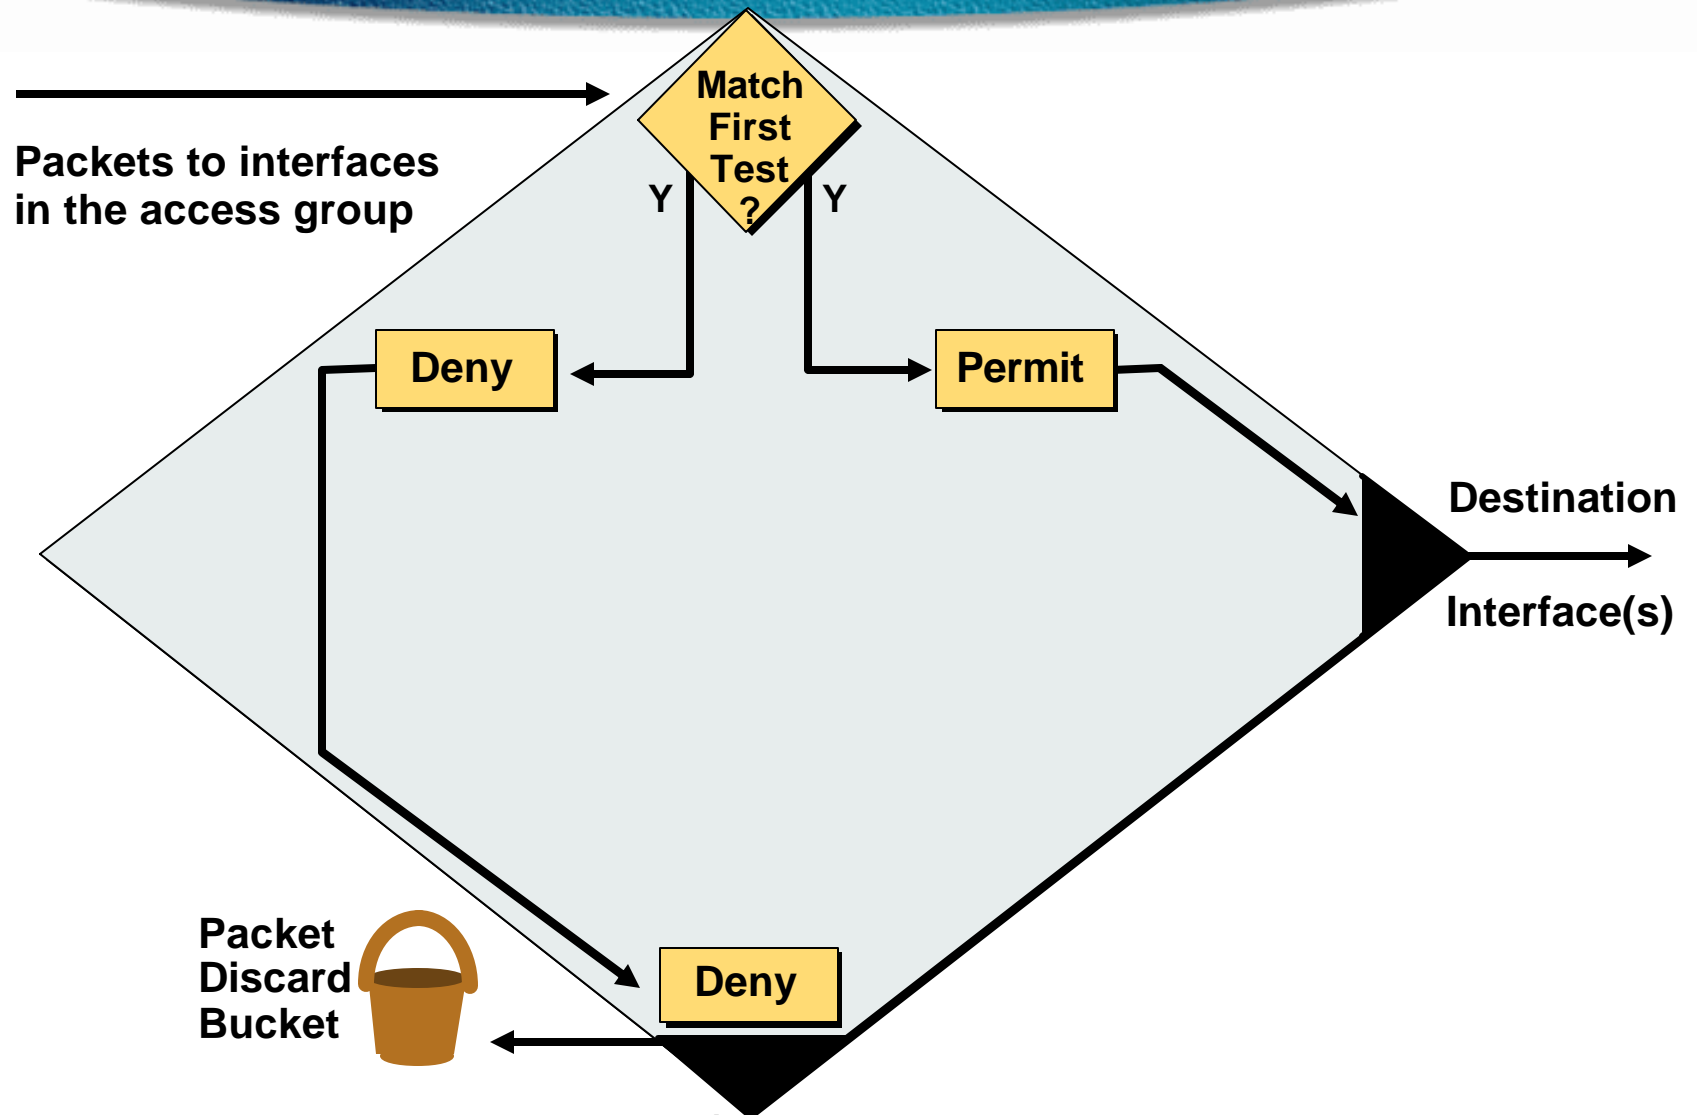 Match
First
Test
?
Packets to interfaces
in the access group
Y
Y
Deny
Permit
Destination
Interface(s)
Packet
Discard
Bucket
Deny